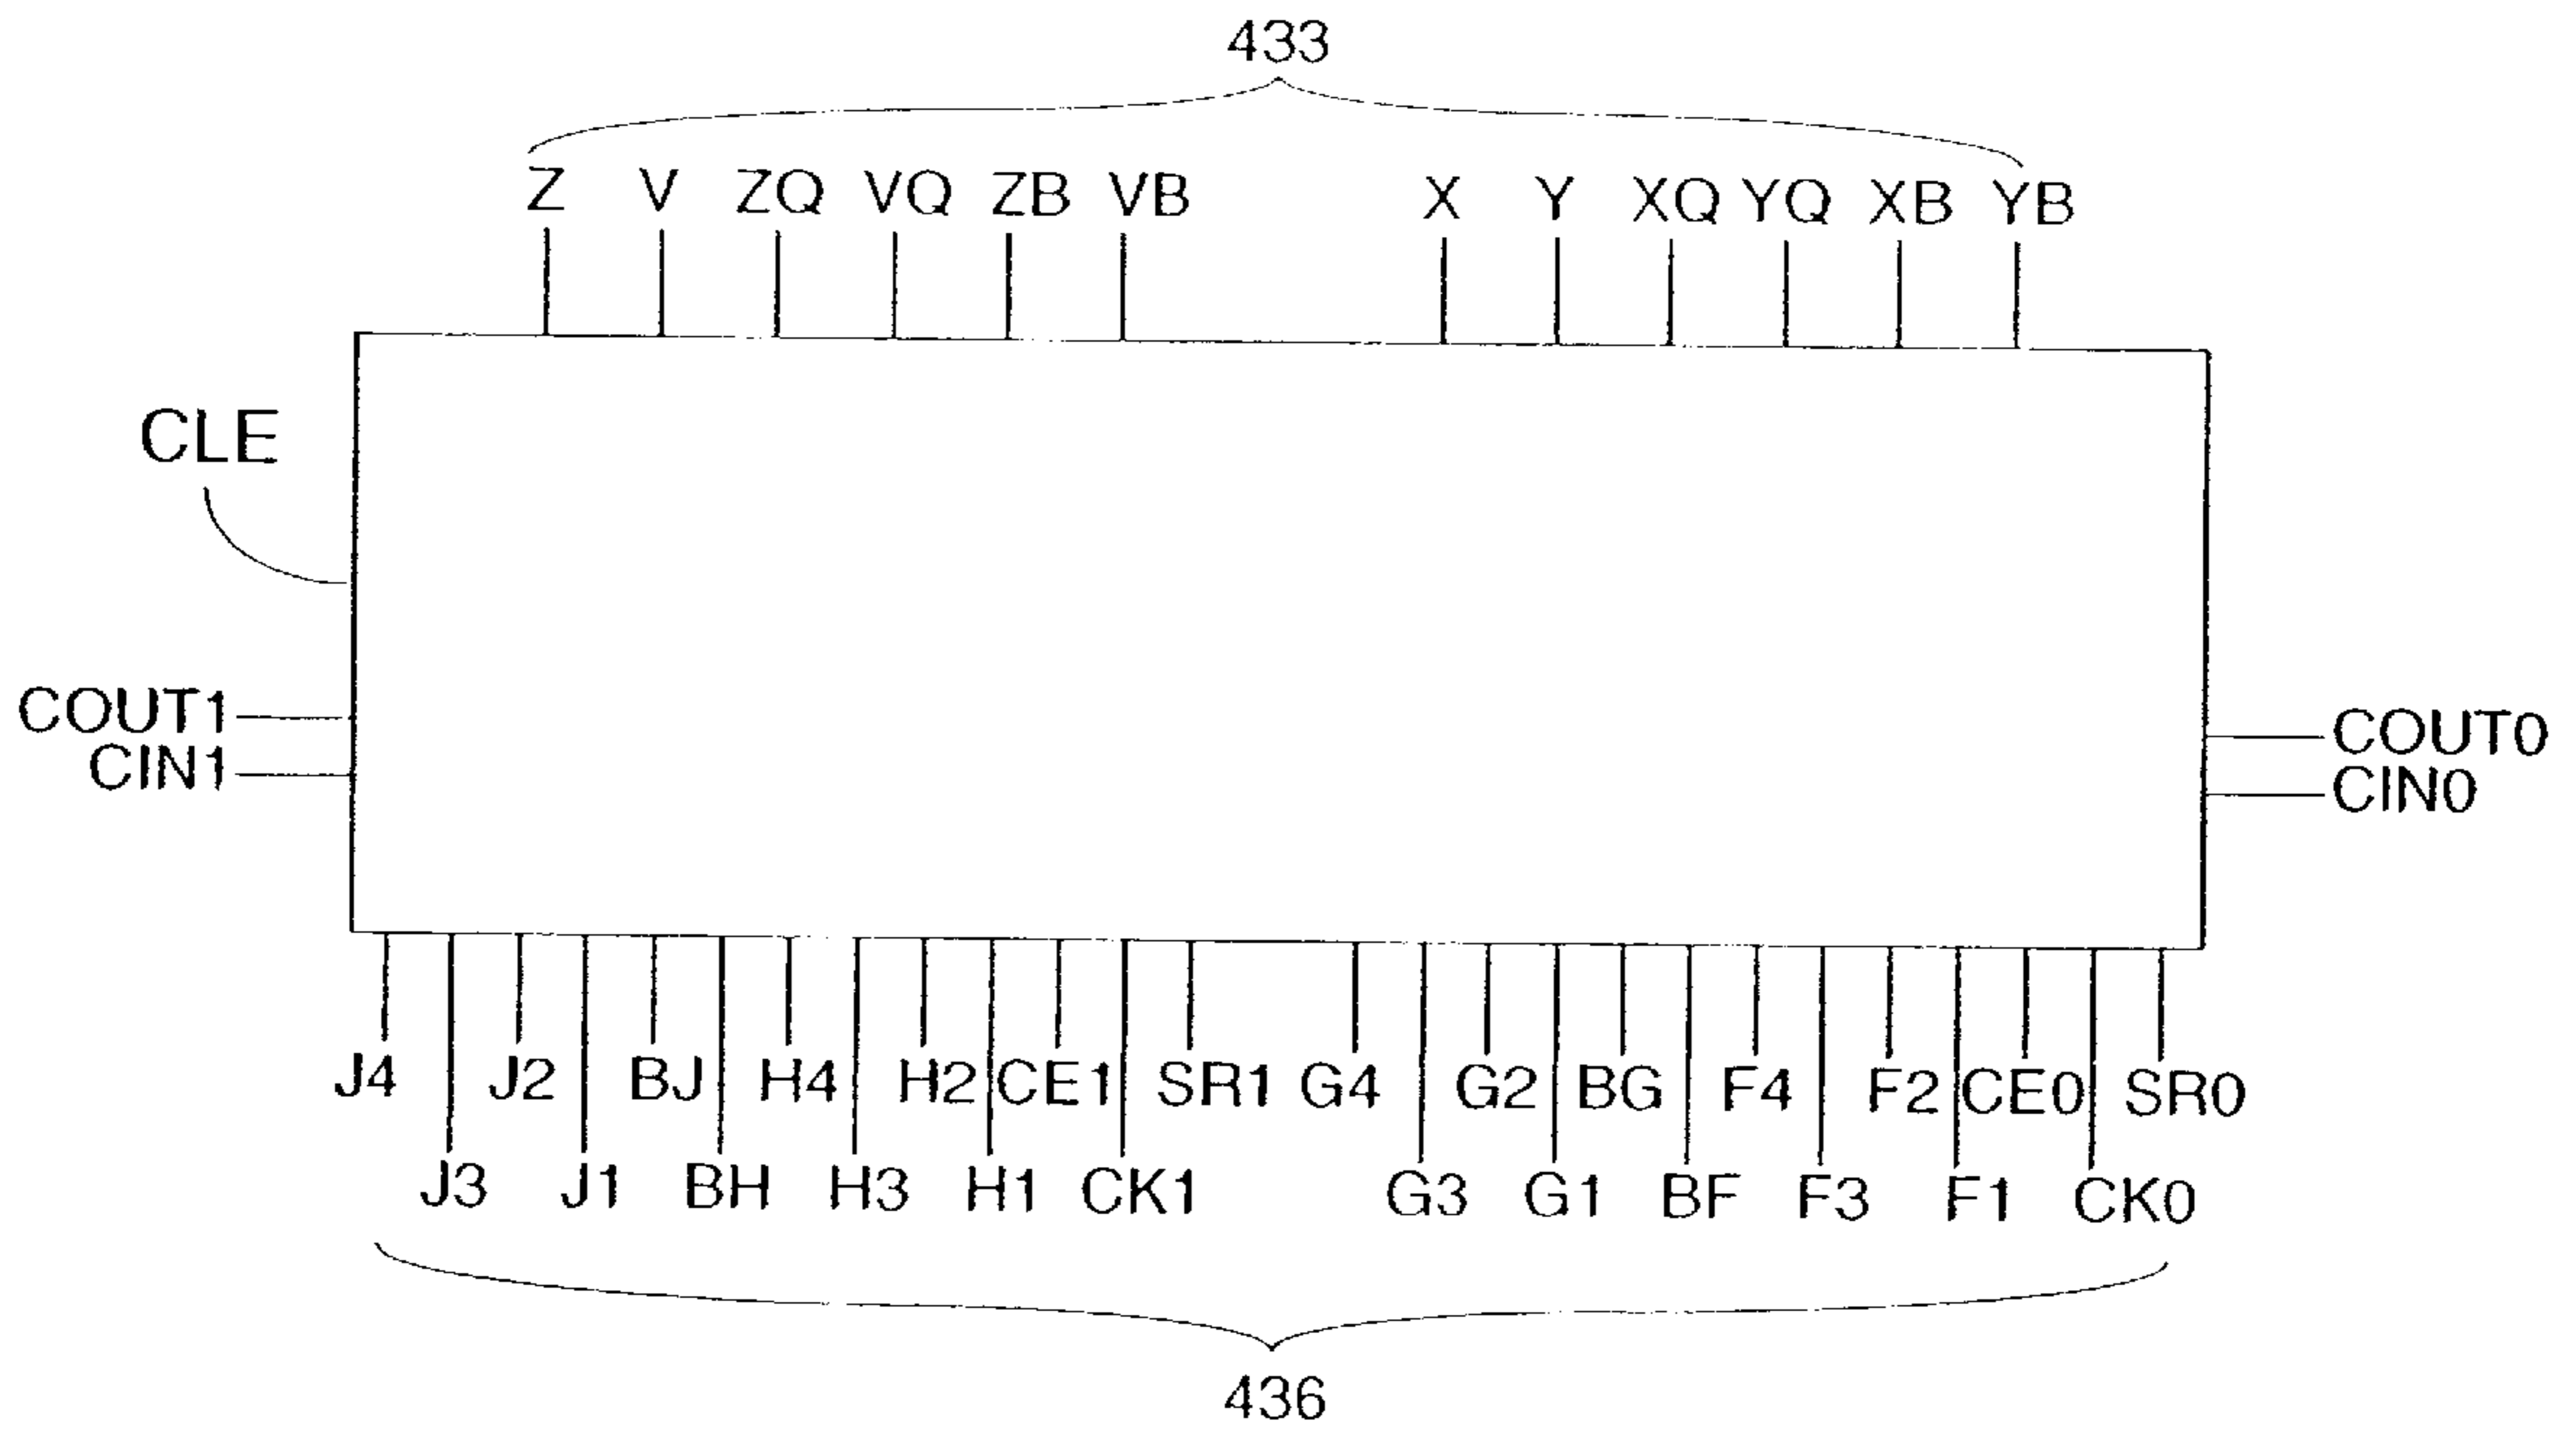 433
Z V ZQ VQ ZB VB X Y XQ YQ XB YB
CLE
COUT1 COUT0
CIN1 CIN0
J4 J2 BJ H4 H2 CE1 SR1 G4 G2 BG F4 F2 CE0 SR0
J3 J1 BH H3 H1 CK1 G3 G1 BF F3 F1 CK0
436